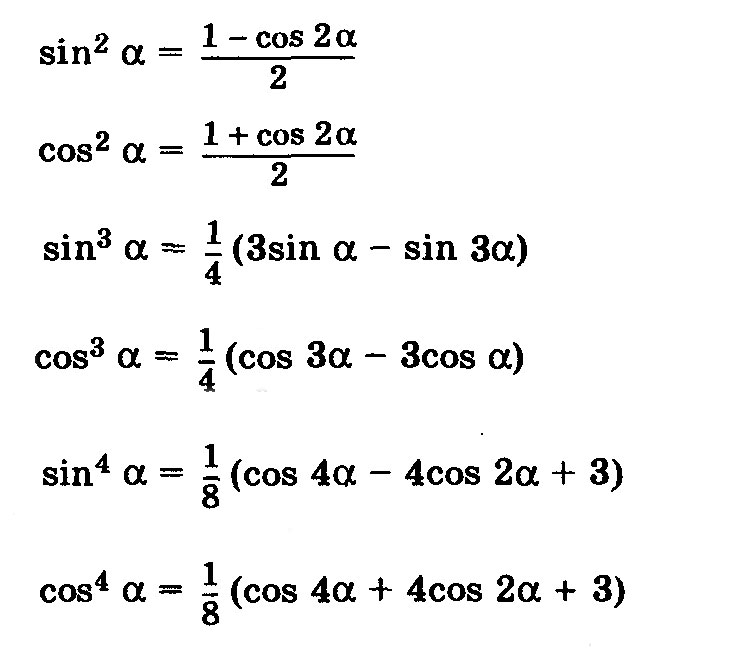 sin² α = (1 − cos 2α)/2
cos² α = (1 + cos 2α)/2
sin³ α = 1/4 (3sin α − sin 3α)
cos³ α = 1/4 (cos 3α − 3cos α)
sin⁴ α = 1/8 (cos 4α − 4cos 2α + 3)
cos⁴ α = 1/8 (cos 4α + 4cos 2α + 3)